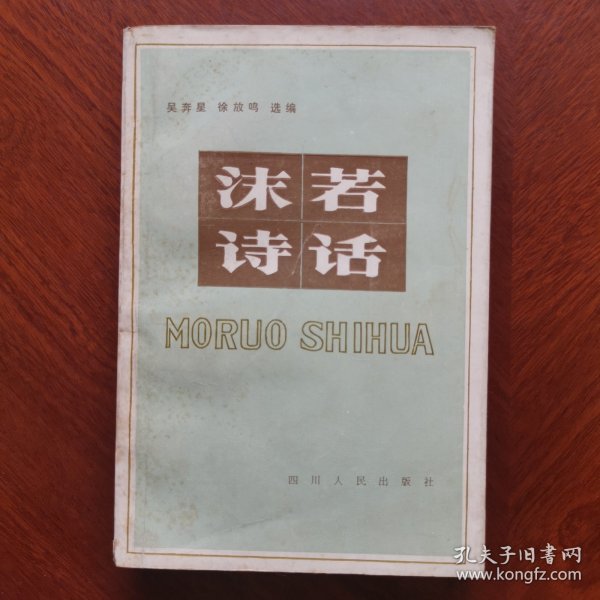 吴奔星 徐放鸣 选编
沫若
诗话
MORUO SHIHUA
四川人民出版社
孔夫子旧书网
www.kongfz.com